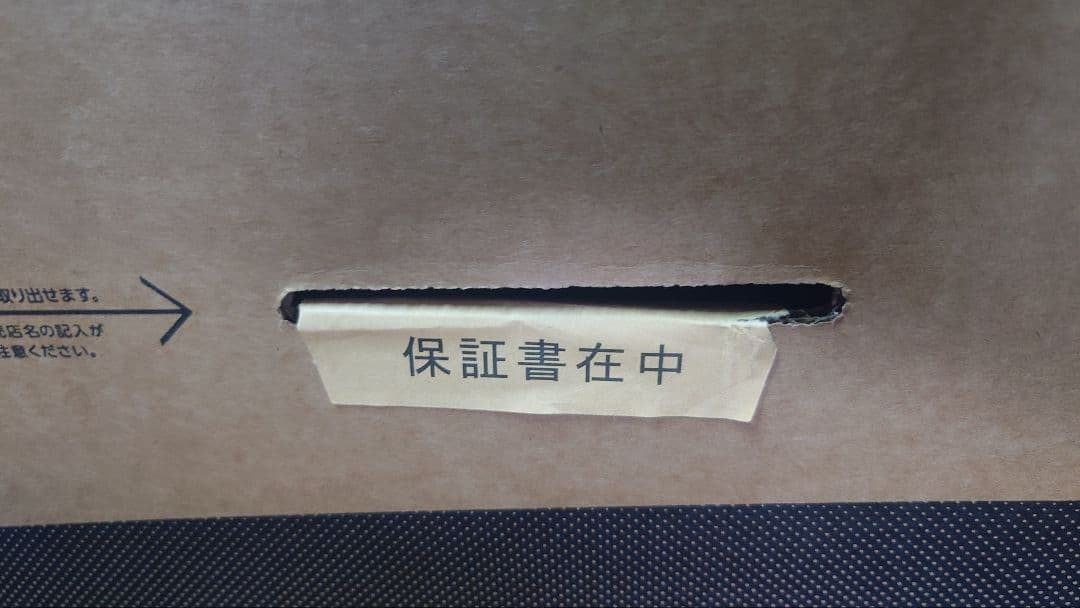 取り出せます。
売店名の記入が
注意ください。
保証書在中